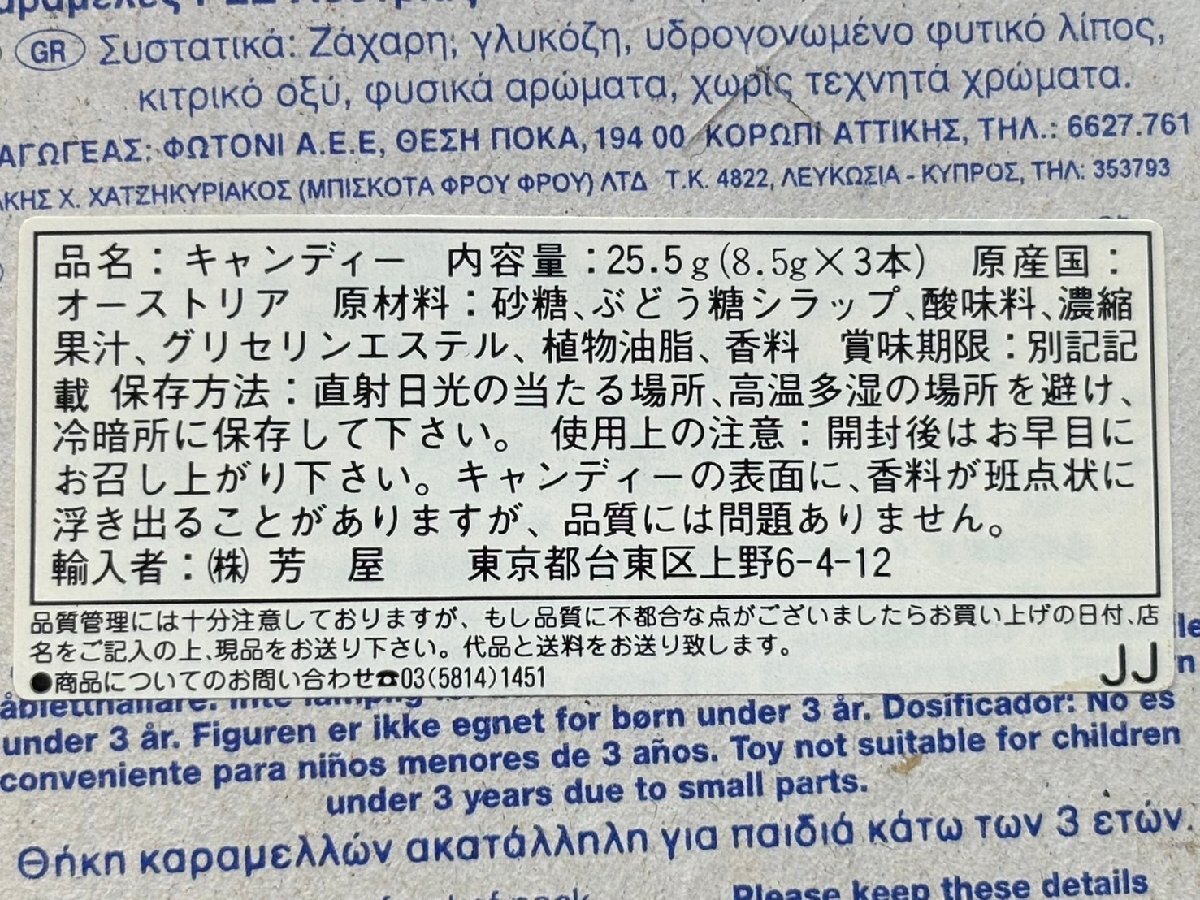 GR Συστατικά: Ζάχαρη, γλυκόζη, υδρογονωμένο φυτικό λίπος,
κιτρικό οξύ, φυσικά αρώματα, χωρίς τεχνητά χρώματα.
ΑΓΩΓΕΑΣ: ΦΩΤΟΝΙ Α.Ε.Ε, ΘΕΣΗ ΠΟΚΑ, 194 00 ΚΟΡΩΠΙ ΑΤΤΙΚΗΣ, ΤΗΛ.: 6627.761
ΑΚΗΣ Χ. ΧΑΤΖΗΚΥΡΙΑΚΟΣ (ΜΠΙΣΚΟΤΑ ΦΡΟΥ ΦΡΟΥ) ΛΤΔ Τ.Κ. 4822, ΛΕΥΚΩΣΙΑ - ΚΥΠΡΟΣ, ΤΗΛ: 353793
品名：キャンディー 内容量：25.5g(8.5g×3本) 原産国：
オーストリア 原材料：砂糖、ぶどう糖シラップ、酸味料、濃縮
果汁、グリセリンエステル、植物油脂、香料 賞味期限：別記記
載 保存方法：直射日光の当たる場所、高温多湿の場所を避け、
冷暗所に保存して下さい。 使用上の注意：開封後はお早目に
お召し上がり下さい。キャンディーの表面に、香料が班点状に
浮き出ることがありますが、品質には問題ありません。
輸入者：㈱ 芳 屋 東京都台東区上野6-4-12
品質管理には十分注意しておりますが、もし品質に不都合な点がございましたらお買い上げの日付、店
名をご記入の上、現品をお送り下さい。代品と送料をお送り致します。
●商品についてのお問い合わせ☎03(5814)1451
JJ
under 3 år. Figuren er ikke egnet for børn under 3 år. Dosificador: No es
conveniente para niños menores de 3 años. Toy not suitable for children
under 3 years due to small parts.
Θήκη καραμελλών ακατάλληλη για παιδιά κάτω των 3 ετών.
Please keep these details